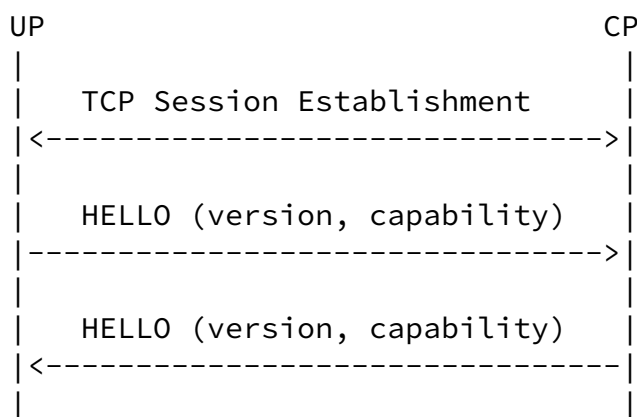 UP CP
TCP Session Establishment
HELLO (version, capability)
HELLO (version, capability)